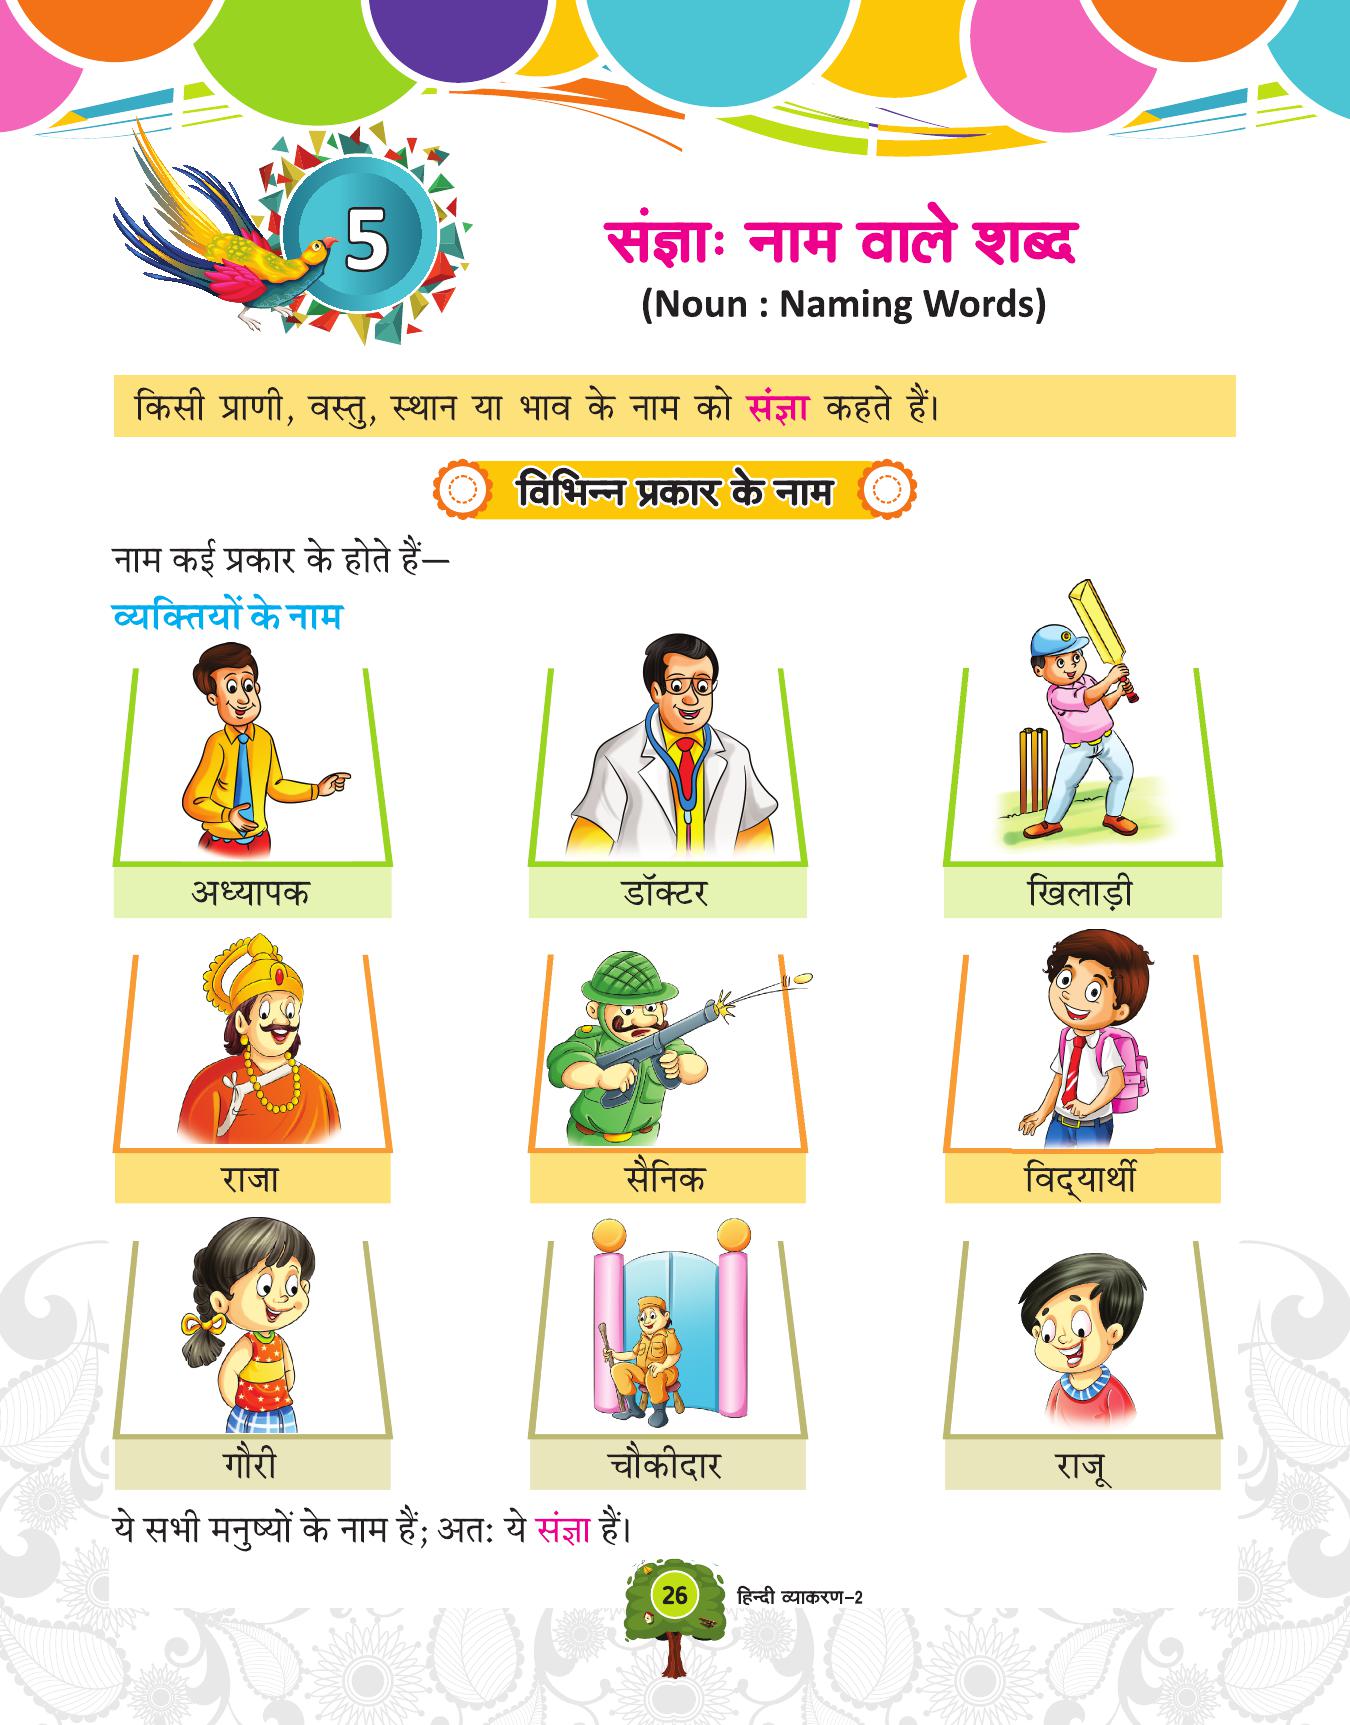 5
संज्ञाः नाम वाले शब्द
(Noun : Naming Words)
किसी प्राणी, वस्तु, स्थान या भाव के नाम को संज्ञा कहते हैं।
विभिन्न प्रकार के नाम
नाम कई प्रकार के होते हैं—
व्यक्तियों के नाम
अध्यापक
डॉक्टर
खिलाड़ी
राजा
सैनिक
विद्‌यार्थी
गौरी
चौकीदार
राजू
ये सभी मनुष्यों के नाम हैं; अतः ये संज्ञा हैं।
26
हिन्दी व्याकरण–2